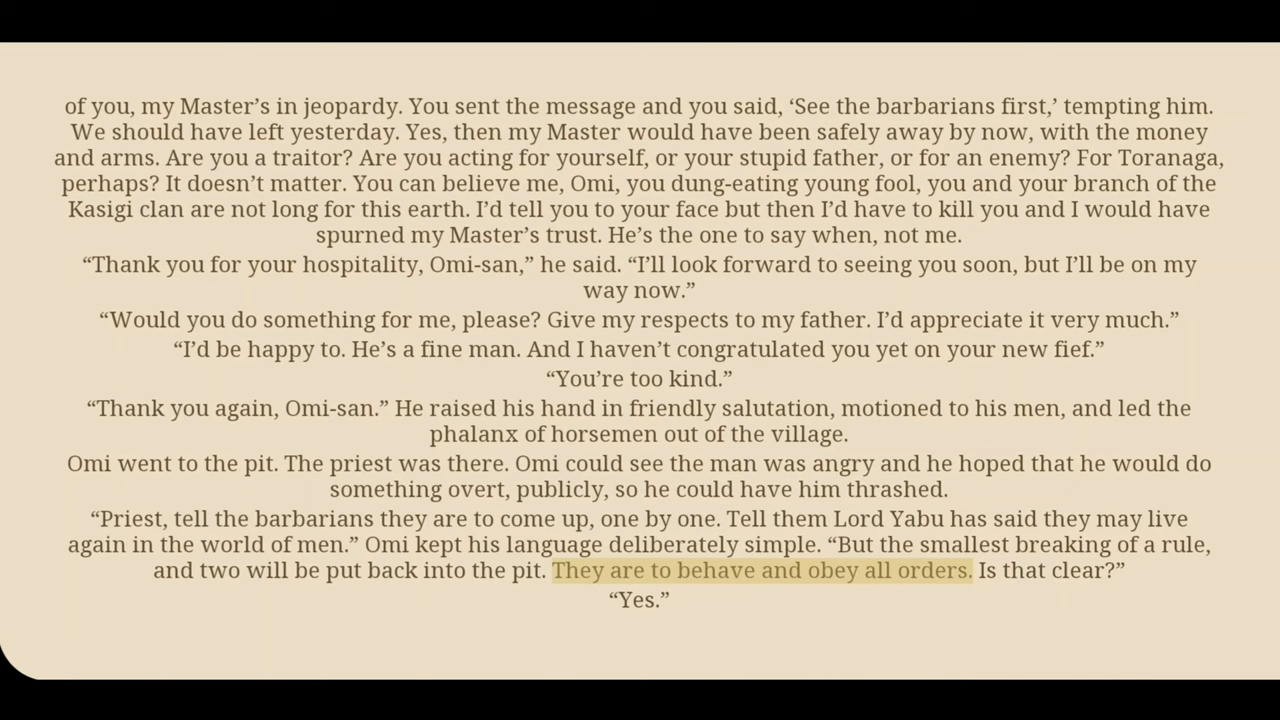 of you, my Master’s in jeopardy. You sent the message and you said, ‘See the barbarians first,’ tempting him.
We should have left yesterday. Yes, then my Master would have been safely away by now, with the money
and arms. Are you a traitor? Are you acting for yourself, or your stupid father, or for an enemy? For Toranaga,
perhaps? It doesn’t matter. You can believe me, Omi, you dung-eating young fool, you and your branch of the
Kasigi clan are not long for this earth. I’d tell you to your face but then I’d have to kill you and I would have
spurned my Master’s trust. He’s the one to say when, not me.
“Thank you for your hospitality, Omi-san,” he said. “I’ll look forward to seeing you soon, but I’ll be on my
way now.”
“Would you do something for me, please? Give my respects to my father. I’d appreciate it very much.”
“I’d be happy to. He’s a fine man. And I haven’t congratulated you yet on your new fief.”
“You’re too kind.”
“Thank you again, Omi-san.” He raised his hand in friendly salutation, motioned to his men, and led the
phalanx of horsemen out of the village.
Omi went to the pit. The priest was there. Omi could see the man was angry and he hoped that he would do
something overt, publicly, so he could have him thrashed.
“Priest, tell the barbarians they are to come up, one by one. Tell them Lord Yabu has said they may live
again in the world of men.” Omi kept his language deliberately simple. “But the smallest breaking of a rule,
and two will be put back into the pit. They are to behave and obey all orders. Is that clear?”
“Yes.”